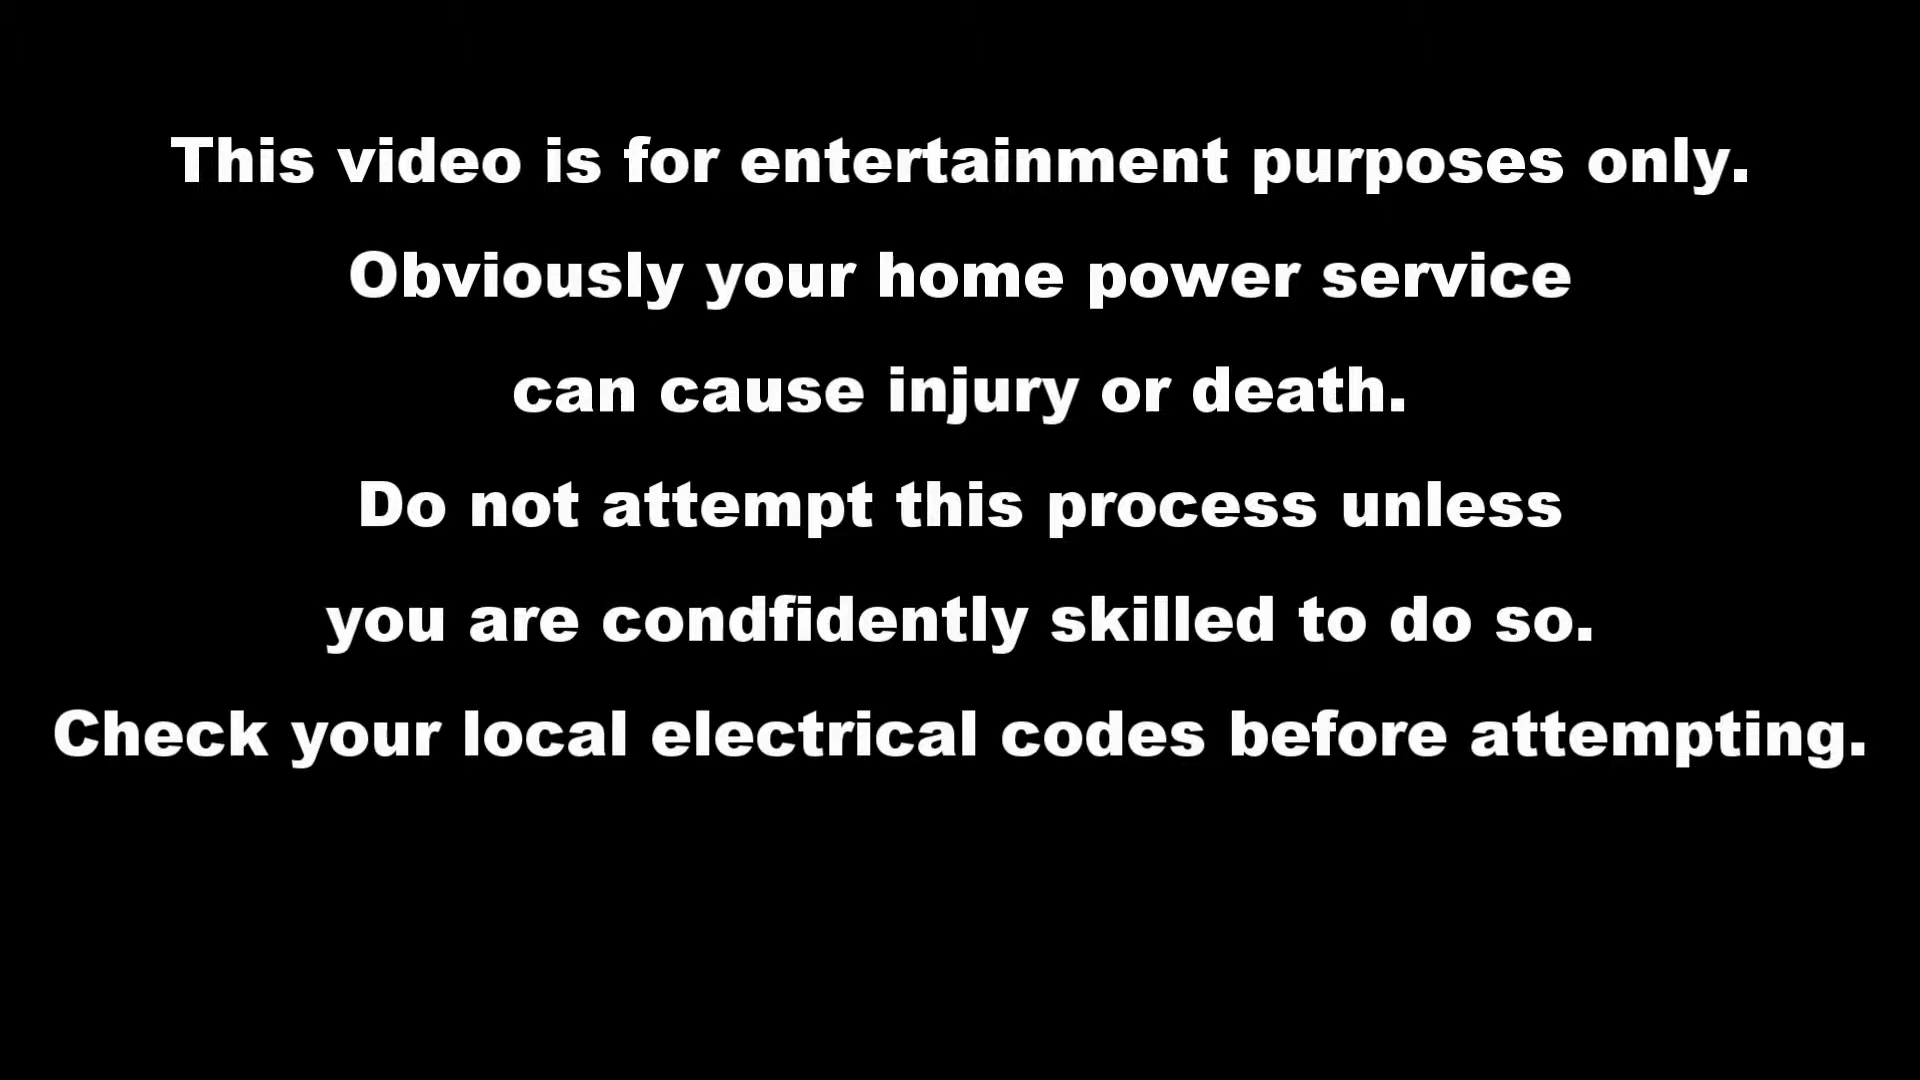 This video is for entertainment purposes only.
Obviously your home power service
can cause injury or death.
Do not attempt this process unless
you are condfidently skilled to do so.
Check your local electrical codes before attempting.